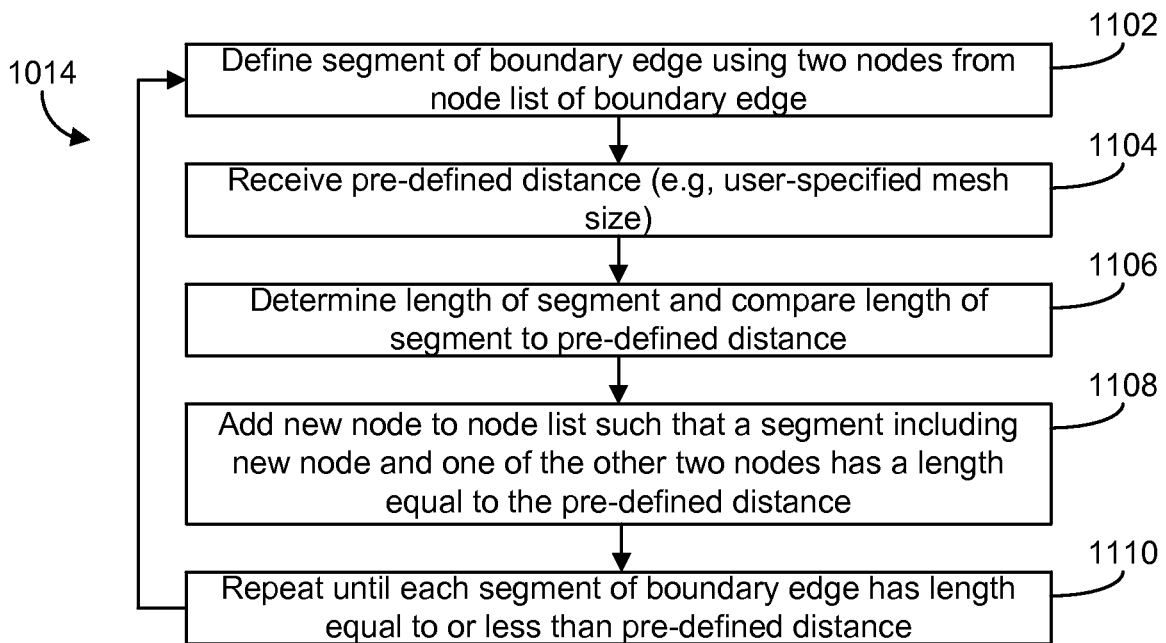 1102
1014
Define segment of boundary edge using two nodes from
node list of boundary edge
1104
Receive pre-defined distance (e.g, user-specified mesh
size)
1106
Determine length of segment and compare length of
segment to pre-defined distance
1108
Add new node to node list such that a segment including
new node and one of the other two nodes has a length
equal to the pre-defined distance
1110
Repeat until each segment of boundary edge has length
equal to or less than pre-defined distance